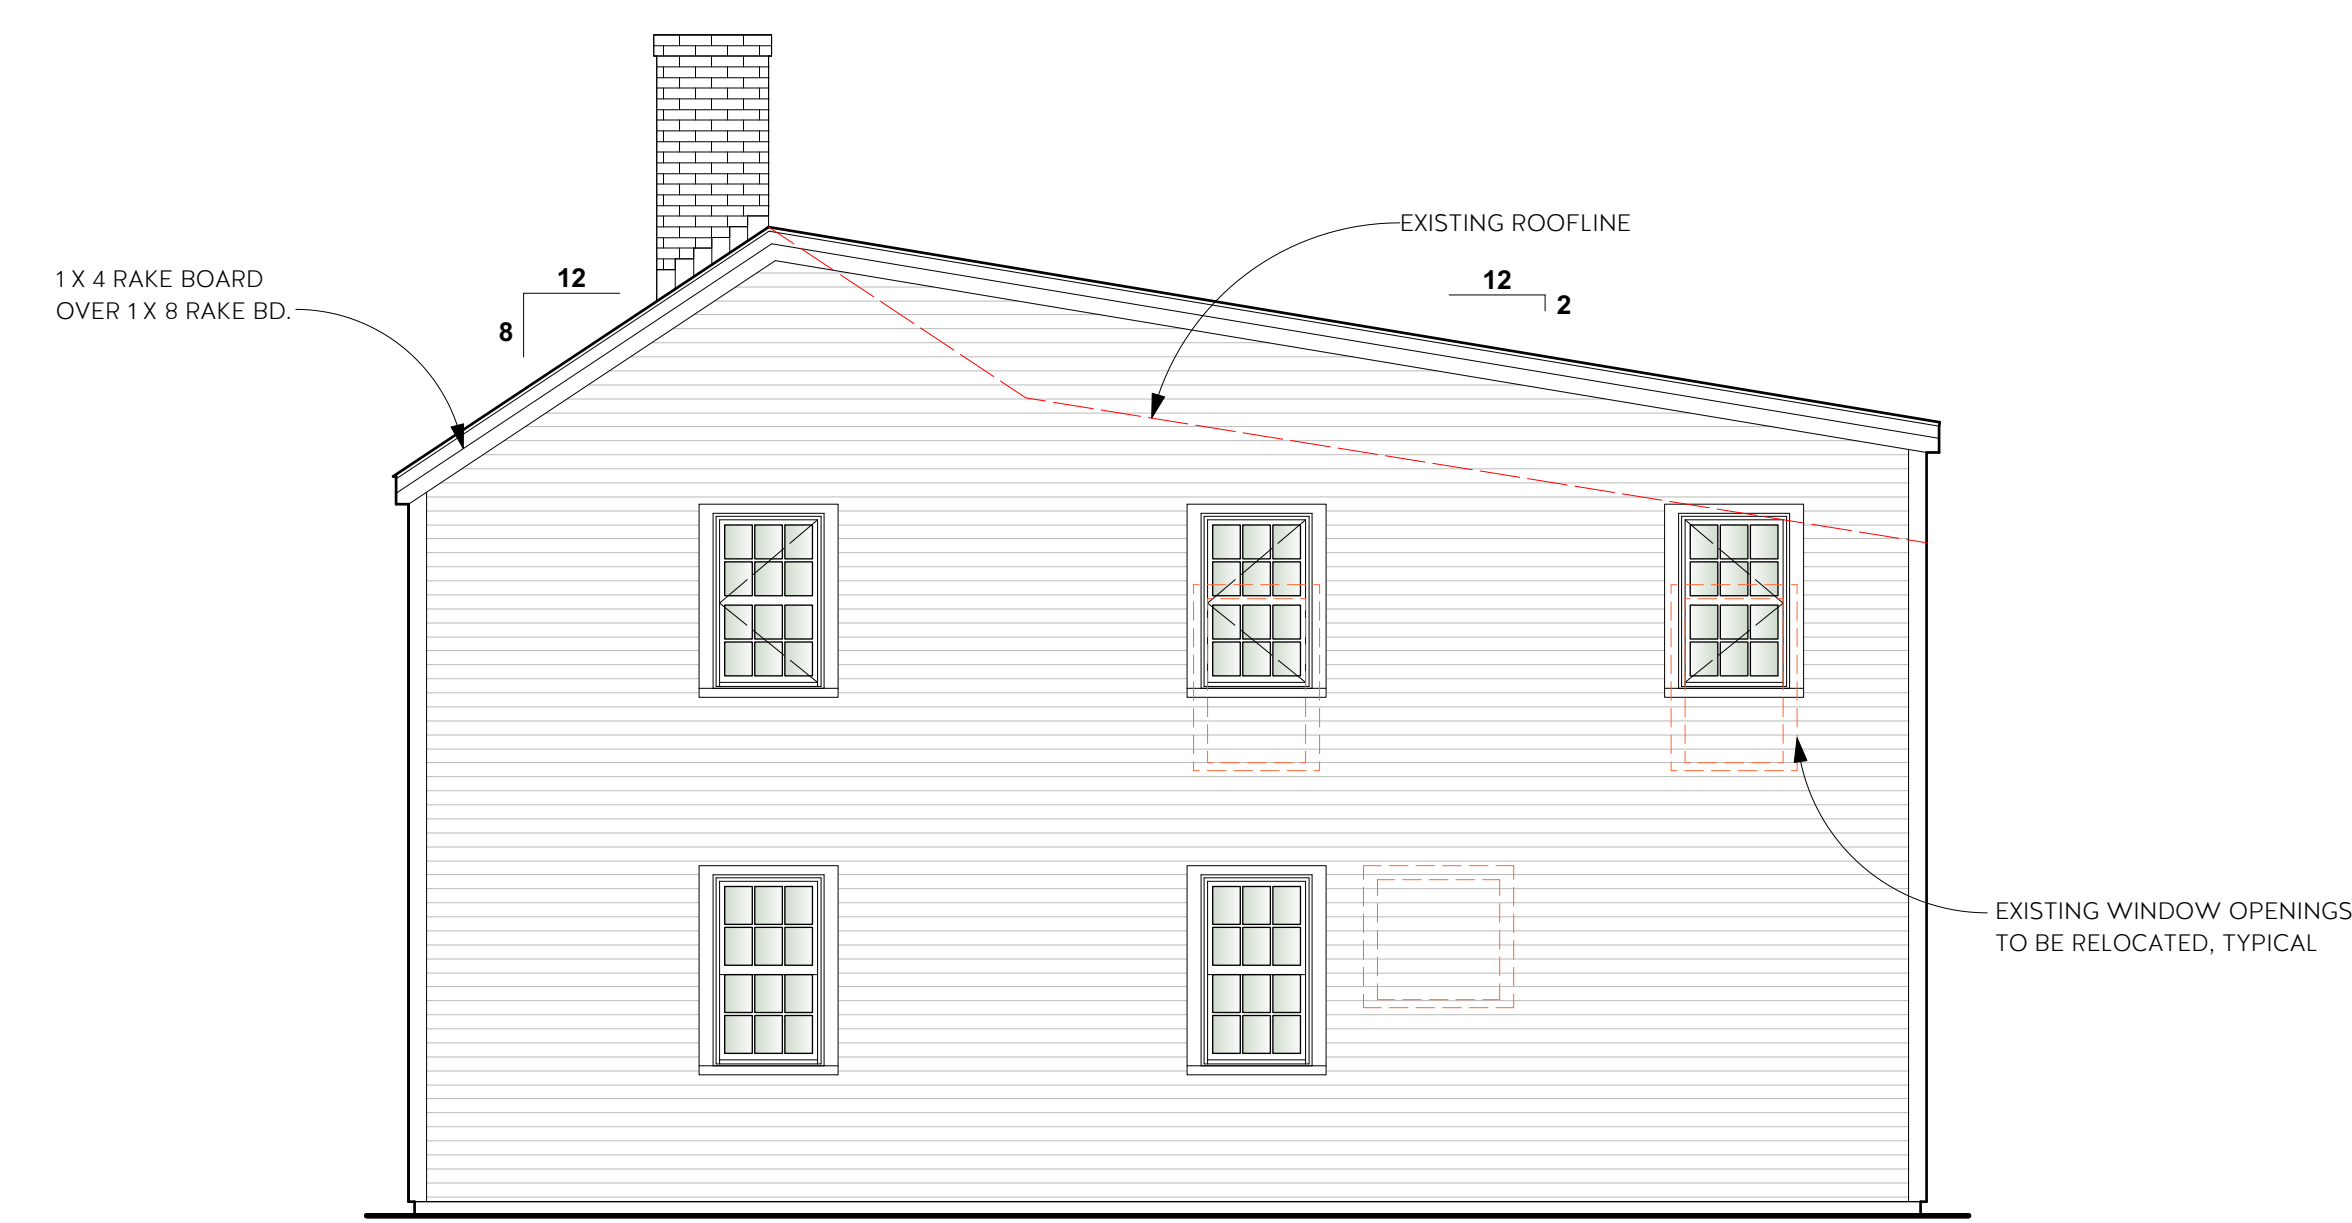 EXISTING ROOFLINE
1 X 4 RAKE BOARD
OVER 1 X 8 RAKE BD.
12
8
12
2
EXISTING WINDOW OPENINGS
TO BE RELOCATED, TYPICAL